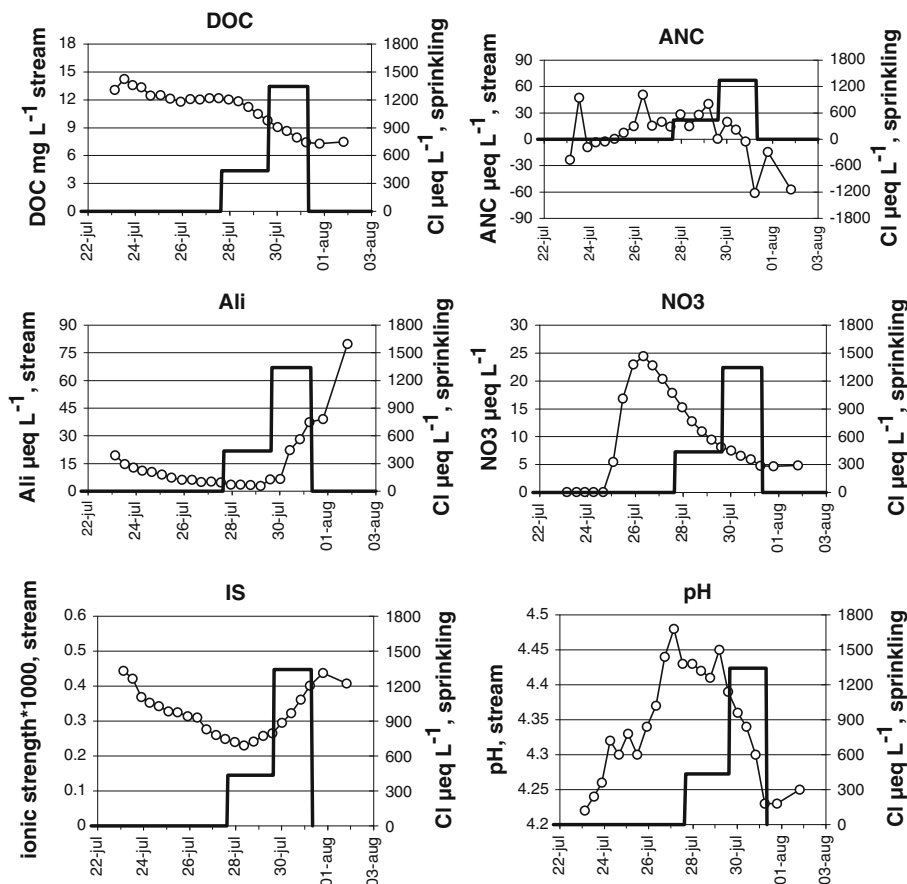 DOC
18
15
12
9
6
3
0
1800
1500
1200
900
600
300
0
DOC mg L-1 stream
Cl µeq L-1, sprinkling
22-jul
24-jul
26-jul
28-jul
30-jul
01-aug
03-aug
ANC
90
60
30
0
-30
-60
-90
1800
1200
600
0
-600
-1200
-1800
ANC µeq L-1, stream
Cl µeq L-1, sprinkling
22-jul
24-jul
26-jul
28-jul
30-jul
01-aug
03-aug
Ali
90
75
60
45
30
15
0
1800
1500
1200
900
600
300
0
Ali µeq L-1, stream
Cl µeq L-1, sprinkling
22-jul
24-jul
26-jul
28-jul
30-jul
01-aug
03-aug
NO3
30
25
20
15
10
5
0
1800
1500
1200
900
600
300
0
NO3 µeq L-1
Cl µeq L-1, sprinkling
22-jul
24-jul
26-jul
28-jul
30-jul
01-aug
03-aug
IS
0.6
0.5
0.4
0.3
0.2
0.1
0
1800
1500
1200
900
600
300
0
ionic strength*1000, stream
Cl µeq L-1, sprinkling
22-jul
24-jul
26-jul
28-jul
30-jul
01-aug
03-aug
pH
4.5
4.45
4.4
4.35
4.3
4.25
4.2
1800
1500
1200
900
600
300
0
pH, stream
Cl µeq L-1, sprinkling
22-jul
24-jul
26-jul
28-jul
30-jul
01-aug
03-aug